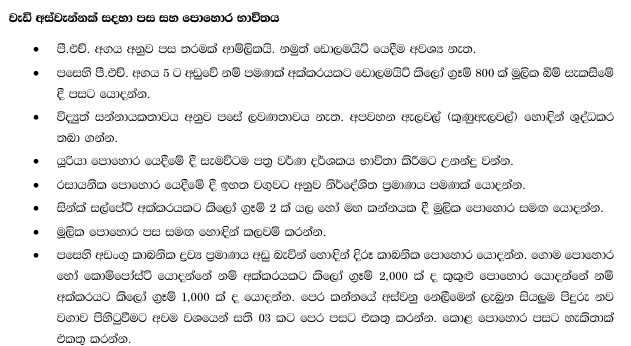 වැඩි අස්වැන්නක් සඳහා පස සහ පොහොර භාවිතය
• පී.එච්. අගය අනුව පස තරමක් ආම්ලිකයි. නමුත් ඩොලමයිට් යෙදීම අවශ්‍ය නැත.
• පසෙහි පී.එච්. අගය 5 ට අඩුවේ නම් පමණක් අක්කරයකට ඩොලමයිට් කිලෝ ග්‍රෑම් 800 ක් මූලික බිම් සැකසීමේ
දී පසට යොදන්න.
• විද්‍යුත් සන්නායකතාවය අනුව පසේ ලවණතාවය නැත. අපවහන ඇලවල් (කුණුඇලවල්) හොඳින් ශුද්ධකර
තබා ගන්න.
• යූරියා පොහොර යෙදීමේ දී සැමවිටම පත්‍ර වර්ණ දර්ශකය භාවිතා කිරීමට උනන්දු වන්න.
• රසායනික පොහොර යෙදීමේ දී ඉහත වගුවට අනුව නිර්දේශිත ප්‍රමාණය පමණක් යොදන්න.
• සින්ක් සල්පේට් අක්කරයකට කිලෝ ග්‍රෑම් 2 ක් යල හෝ මහ කන්නයක දී මූලික පොහොර සමඟ යොදන්න.
• මූලික පොහොර පස සමඟ හොඳින් කලවම් කරන්න.
• පසෙහි අඩංගු කාබනික ද්‍රව්‍ය ප්‍රමාණය අඩු බැවින් හොඳින් දිරූ කාබනික පොහොර යොදන්න. ගොම පොහොර
හෝ කොම්පෝස්ට් යොදන්නේ නම් අක්කරයකට කිලෝ ග්‍රෑම් 2,000 ක් ද කුකුළු පොහොර යොදන්නේ නම්
අක්කරයට කිලෝ ග්‍රෑම් 1,000 ක් ද යොදන්න. පෙර කන්නයේ අස්වනු නෙලීමෙන් ලැබුන සියලුම පිදුරු නව
වගාව පිහිටුවීමට අවම වශයෙන් සති 03 කට පෙර පසට එකතු කරන්න. කොළ පොහොර පසට හැකිතාක්
එකතු කරන්න.